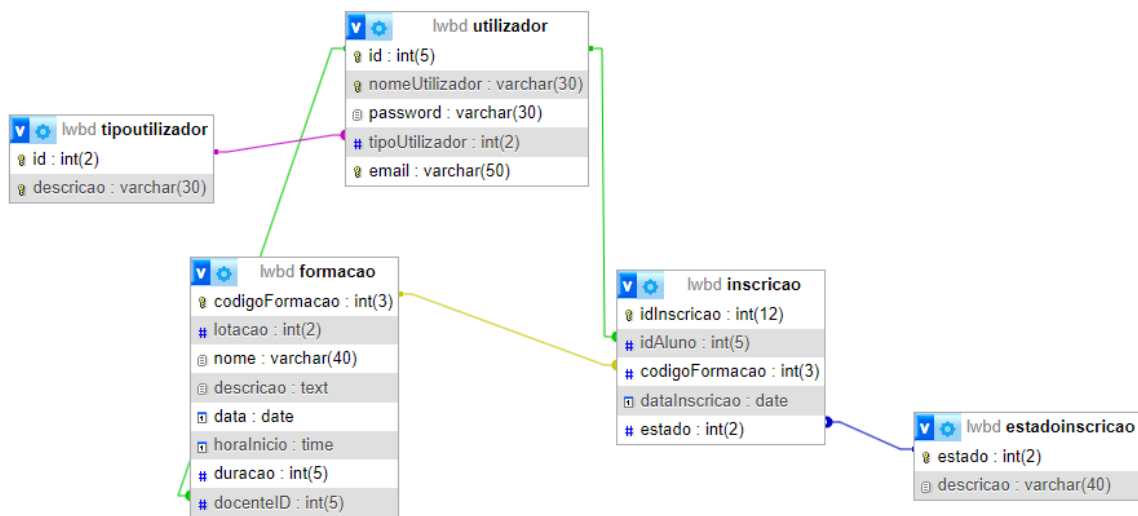 v lwbd utilizador
id : int(5)
nomeUtilizador : varchar(30)
password : varchar(30)
# tipoUtilizador : int(2)
email : varchar(50)
v lwbd tipoutilizador
id : int(2)
descricao : varchar(30)
v lwbd formacao
codigoFormacao : int(3)
# lotacao : int(2)
nome : varchar(40)
descricao : text
data : date
horaInicio : time
# duracao : int(5)
# docenteID : int(5)
v lwbd inscricao
idInscricao : int(12)
# idAluno : int(5)
# codigoFormacao : int(3)
dataInscricao : date
# estado : int(2)
v lwbd estadoinscricao
estado : int(2)
descricao : varchar(40)